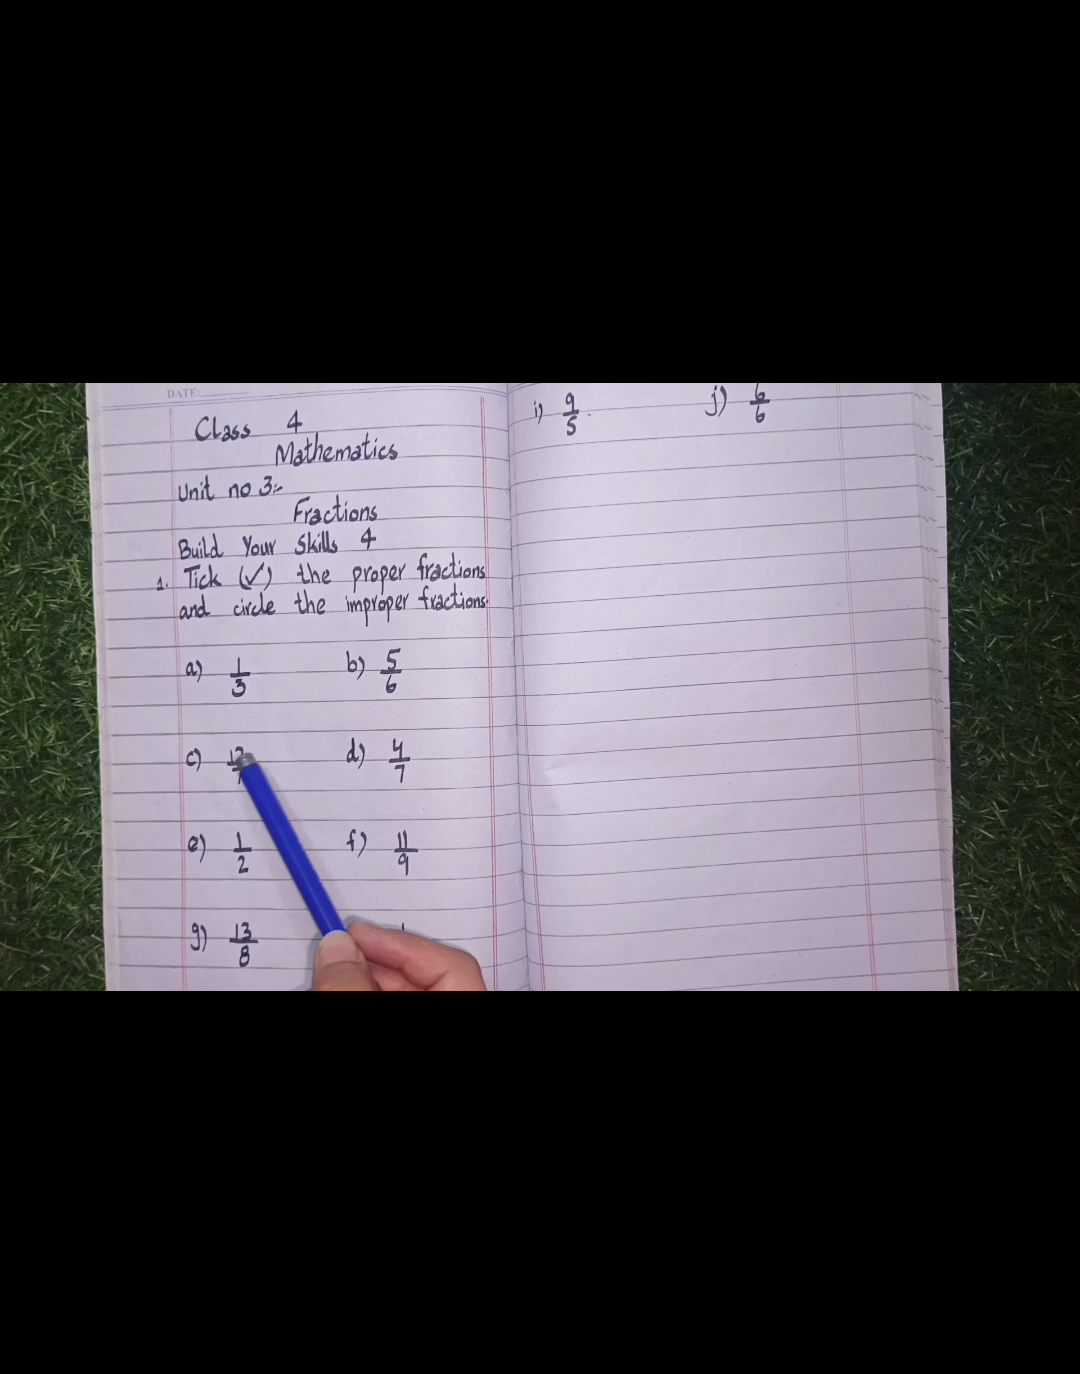 DATE:
Class 4
Mathematics
Unit no 3:-
Fractions
Build Your Skills 4
1. Tick (✓) the proper fractions
and circle the improper fractions.
a) 1/3 b) 5/6
c) d) 4/7
e) 1/2 f) 11/9
g) 13/8
i) 9/5 j) 6/6